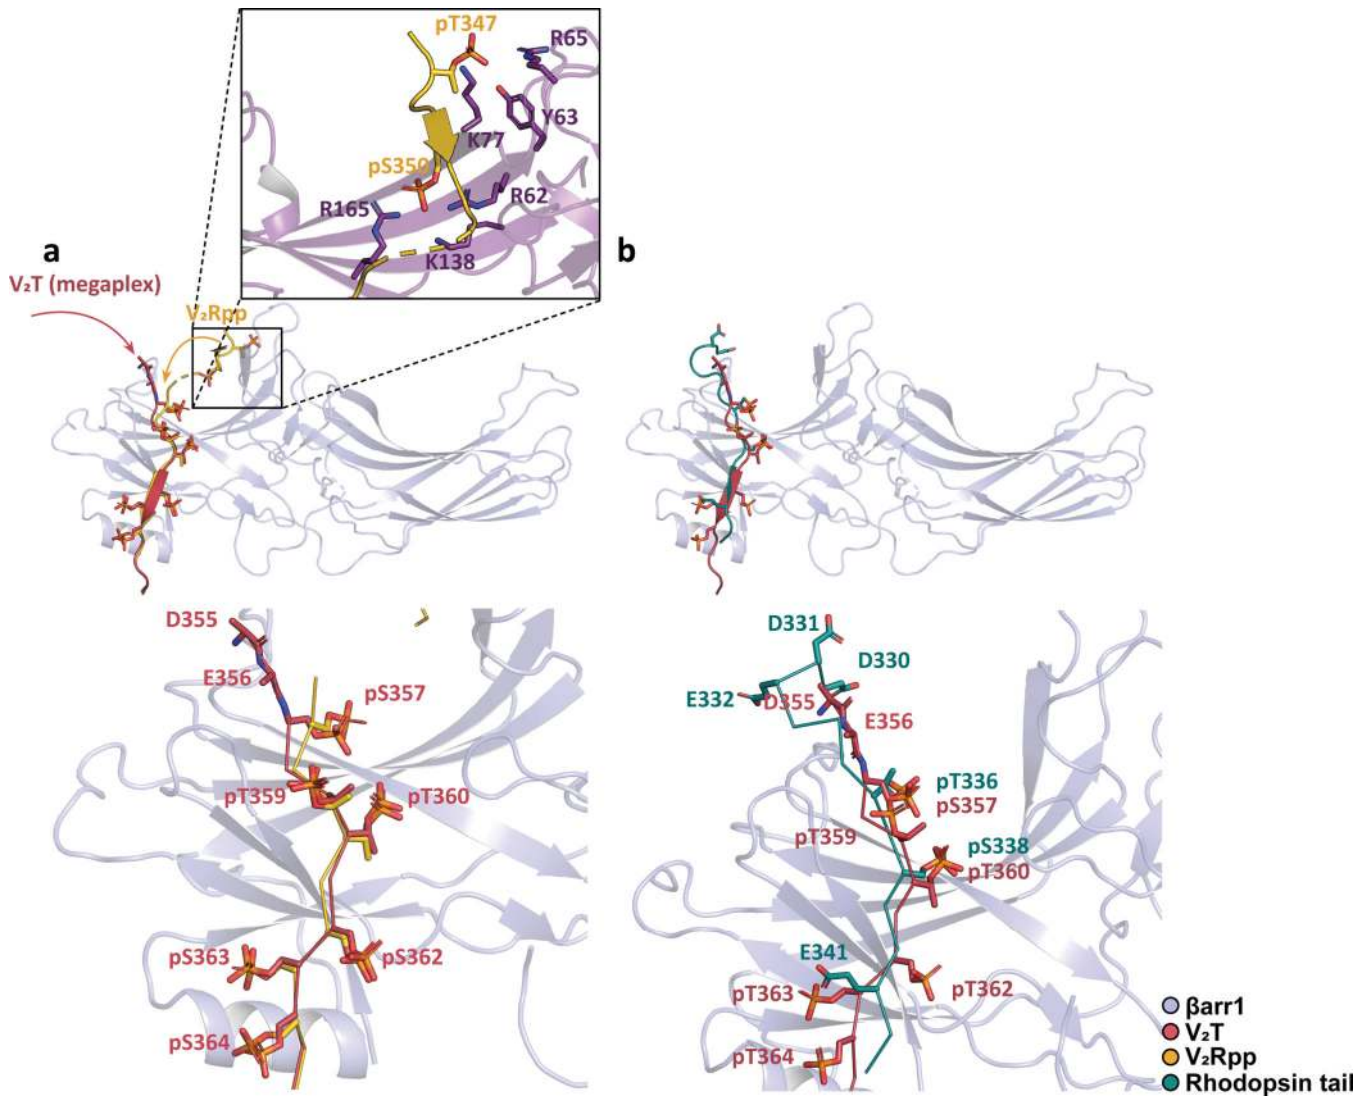 pT347
R65
Y63
K77
pS350
R62
R165
K138
a
b
V₂T (megaplex)
V₂Rpp
D355
E356
pS357
pT359
pT360
pS363
pS362
pS364
D331
D330
E332
D355
E356
pT336
pS357
pT359
pS338
pT360
E341
pT363
pT362
pT364
βarr1
V₂T
V₂Rpp
Rhodopsin tail